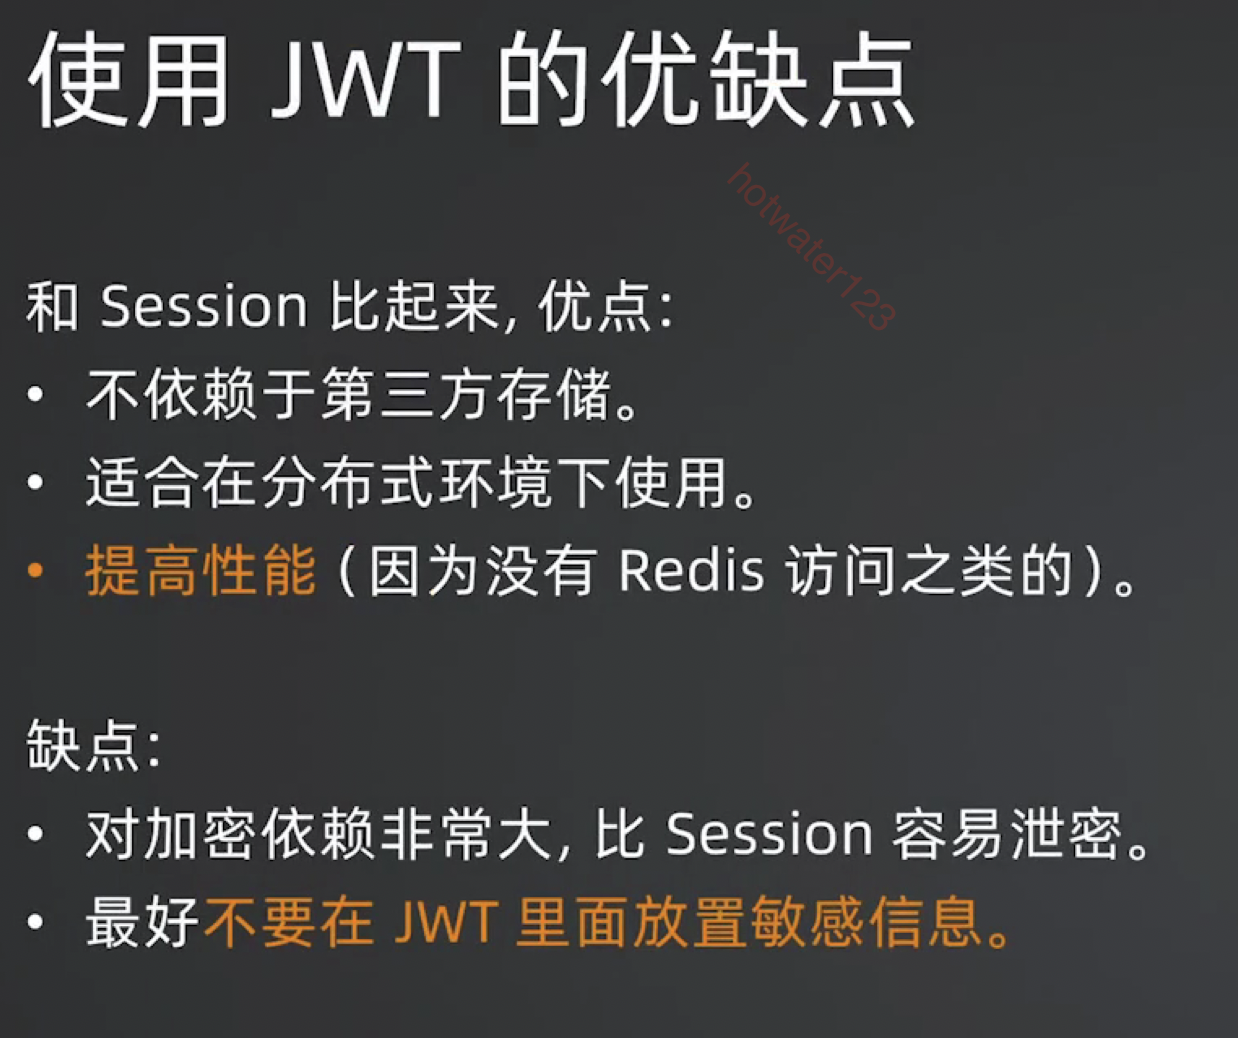 使用 JWT 的优缺点
hotwater123
和 Session 比起来, 优点:
• 不依赖于第三方存储。
• 适合在分布式环境下使用。
• 提高性能 (因为没有 Redis 访问之类的)。
缺点:
• 对加密依赖非常大, 比 Session 容易泄密。
• 最好不要在 JWT 里面放置敏感信息。